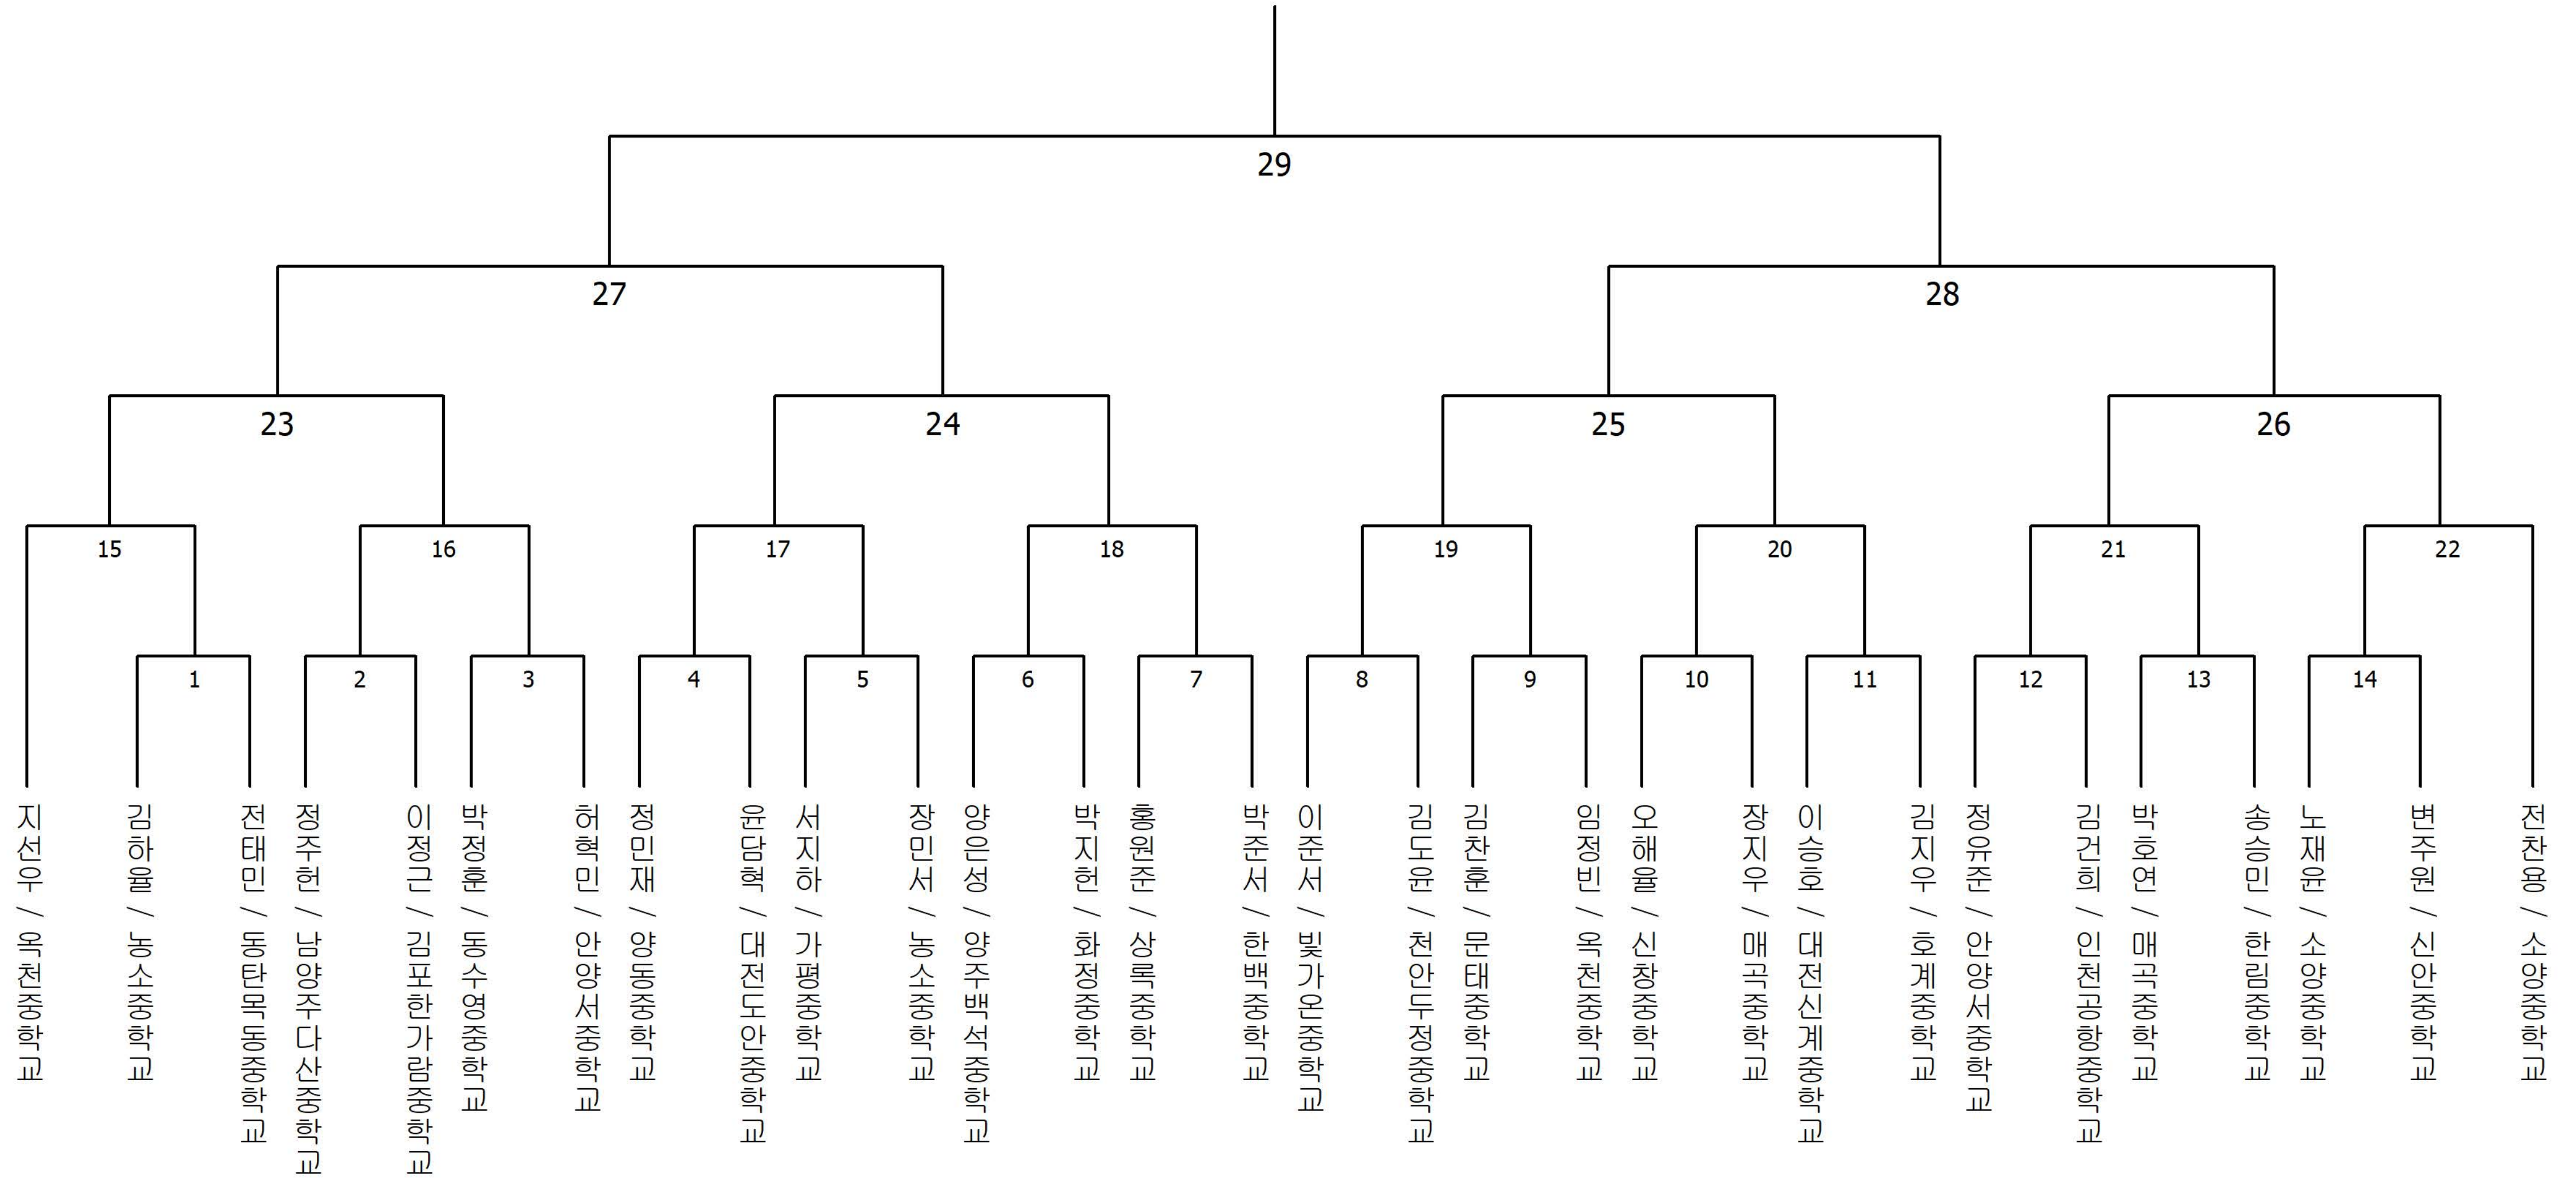 29
27
28
23
24
25
26
15
16
17
18
19
20
21
22
1
2
3
4
5
6
7
8
9
10
11
12
13
14
지선우 / 옥천중학교
김하율 / 농소중학교
전태민 / 동탄목동중학교
정주헌 / 남양주다산중학교
이정근 / 김포한가람중학교
박정훈 / 동수영중학교
허혁민 / 안양서중학교
정민재 / 양동중학교
윤담혁 / 대전도안중학교
서지하 / 가평중학교
장민서 / 농소중학교
양은성 / 양주백석중학교
박지헌 / 화정중학교
홍원준 / 상록중학교
박준서 / 한백중학교
이준서 / 빛가온중학교
김도윤 / 천안두정중학교
김찬훈 / 문태중학교
임정빈 / 옥천중학교
오해율 / 신창중학교
장지우 / 매곡중학교
이승호 / 대전신계중학교
김지우 / 호계중학교
정유준 / 안양서중학교
김건희 / 인천공항중학교
박호연 / 매곡중학교
송승민 / 한림중학교
노재윤 / 소양중학교
변주원 / 신안중학교
전찬용 / 소양중학교